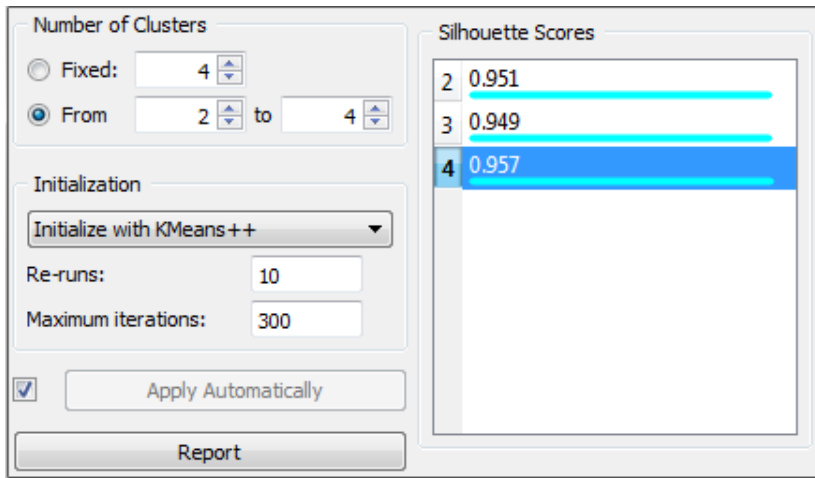 Number of Clusters
Fixed: 4
From 2 to 4
Initialization
Initialize with KMeans++
Re-runs: 10
Maximum iterations: 300
Apply Automatically
Report
Silhouette Scores
2 0.951
3 0.949
4 0.957